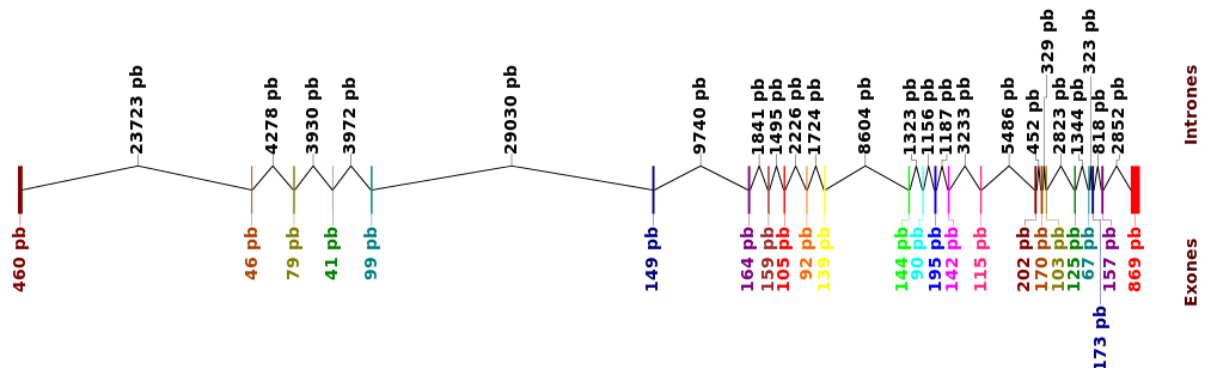 23723 pb
4278 pb
3930 pb
3972 pb
29030 pb
9740 pb
1841 pb
1495 pb
2226 pb
1724 pb
8604 pb
1323 pb
1156 pb
1187 pb
3233 pb
5486 pb
452 pb
329 pb
2823 pb
1344 pb
323 pb
818 pb
2852 pb
Intrones
460 pb
46 pb
79 pb
41 pb
99 pb
149 pb
164 pb
159 pb
105 pb
92 pb
139 pb
144 pb
90 pb
195 pb
142 pb
115 pb
202 pb
170 pb
103 pb
125 pb
67 pb
173 pb
157 pb
869 pb
Exones